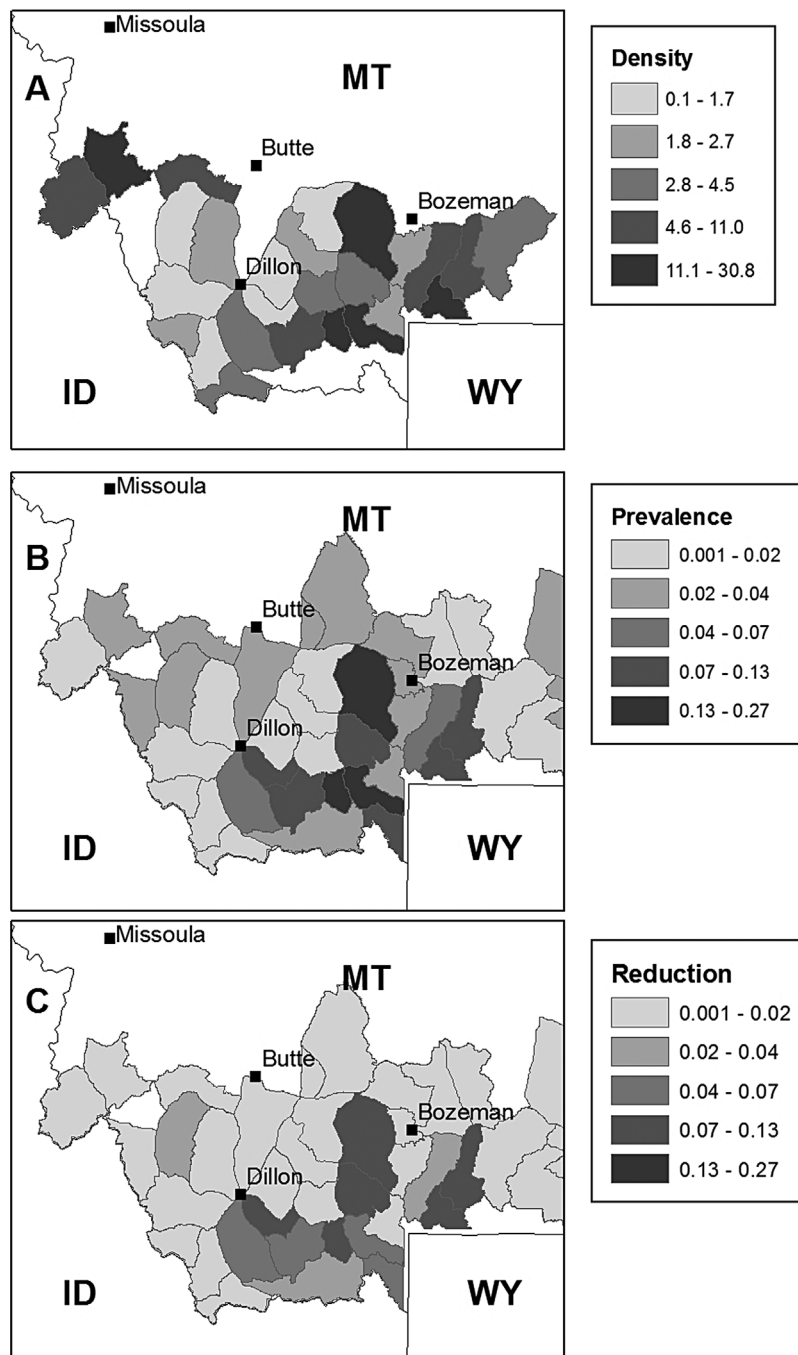 Missoula
MT
A
Butte
Bozeman
Dillon
ID
WY
Density
0.1 - 1.7
1.8 - 2.7
2.8 - 4.5
4.6 - 11.0
11.1 - 30.8
Missoula
MT
B
Butte
Bozeman
Dillon
ID
WY
Prevalence
0.001 - 0.02
0.02 - 0.04
0.04 - 0.07
0.07 - 0.13
0.13 - 0.27
Missoula
MT
C
Butte
Bozeman
Dillon
ID
WY
Reduction
0.001 - 0.02
0.02 - 0.04
0.04 - 0.07
0.07 - 0.13
0.13 - 0.27